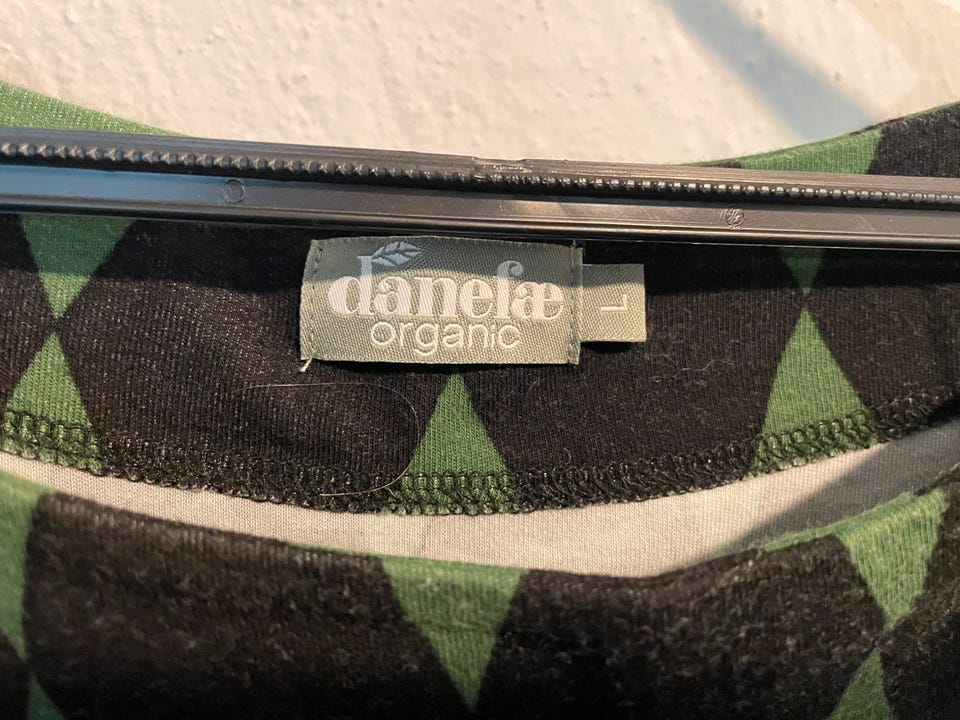 danefæ
organic
L